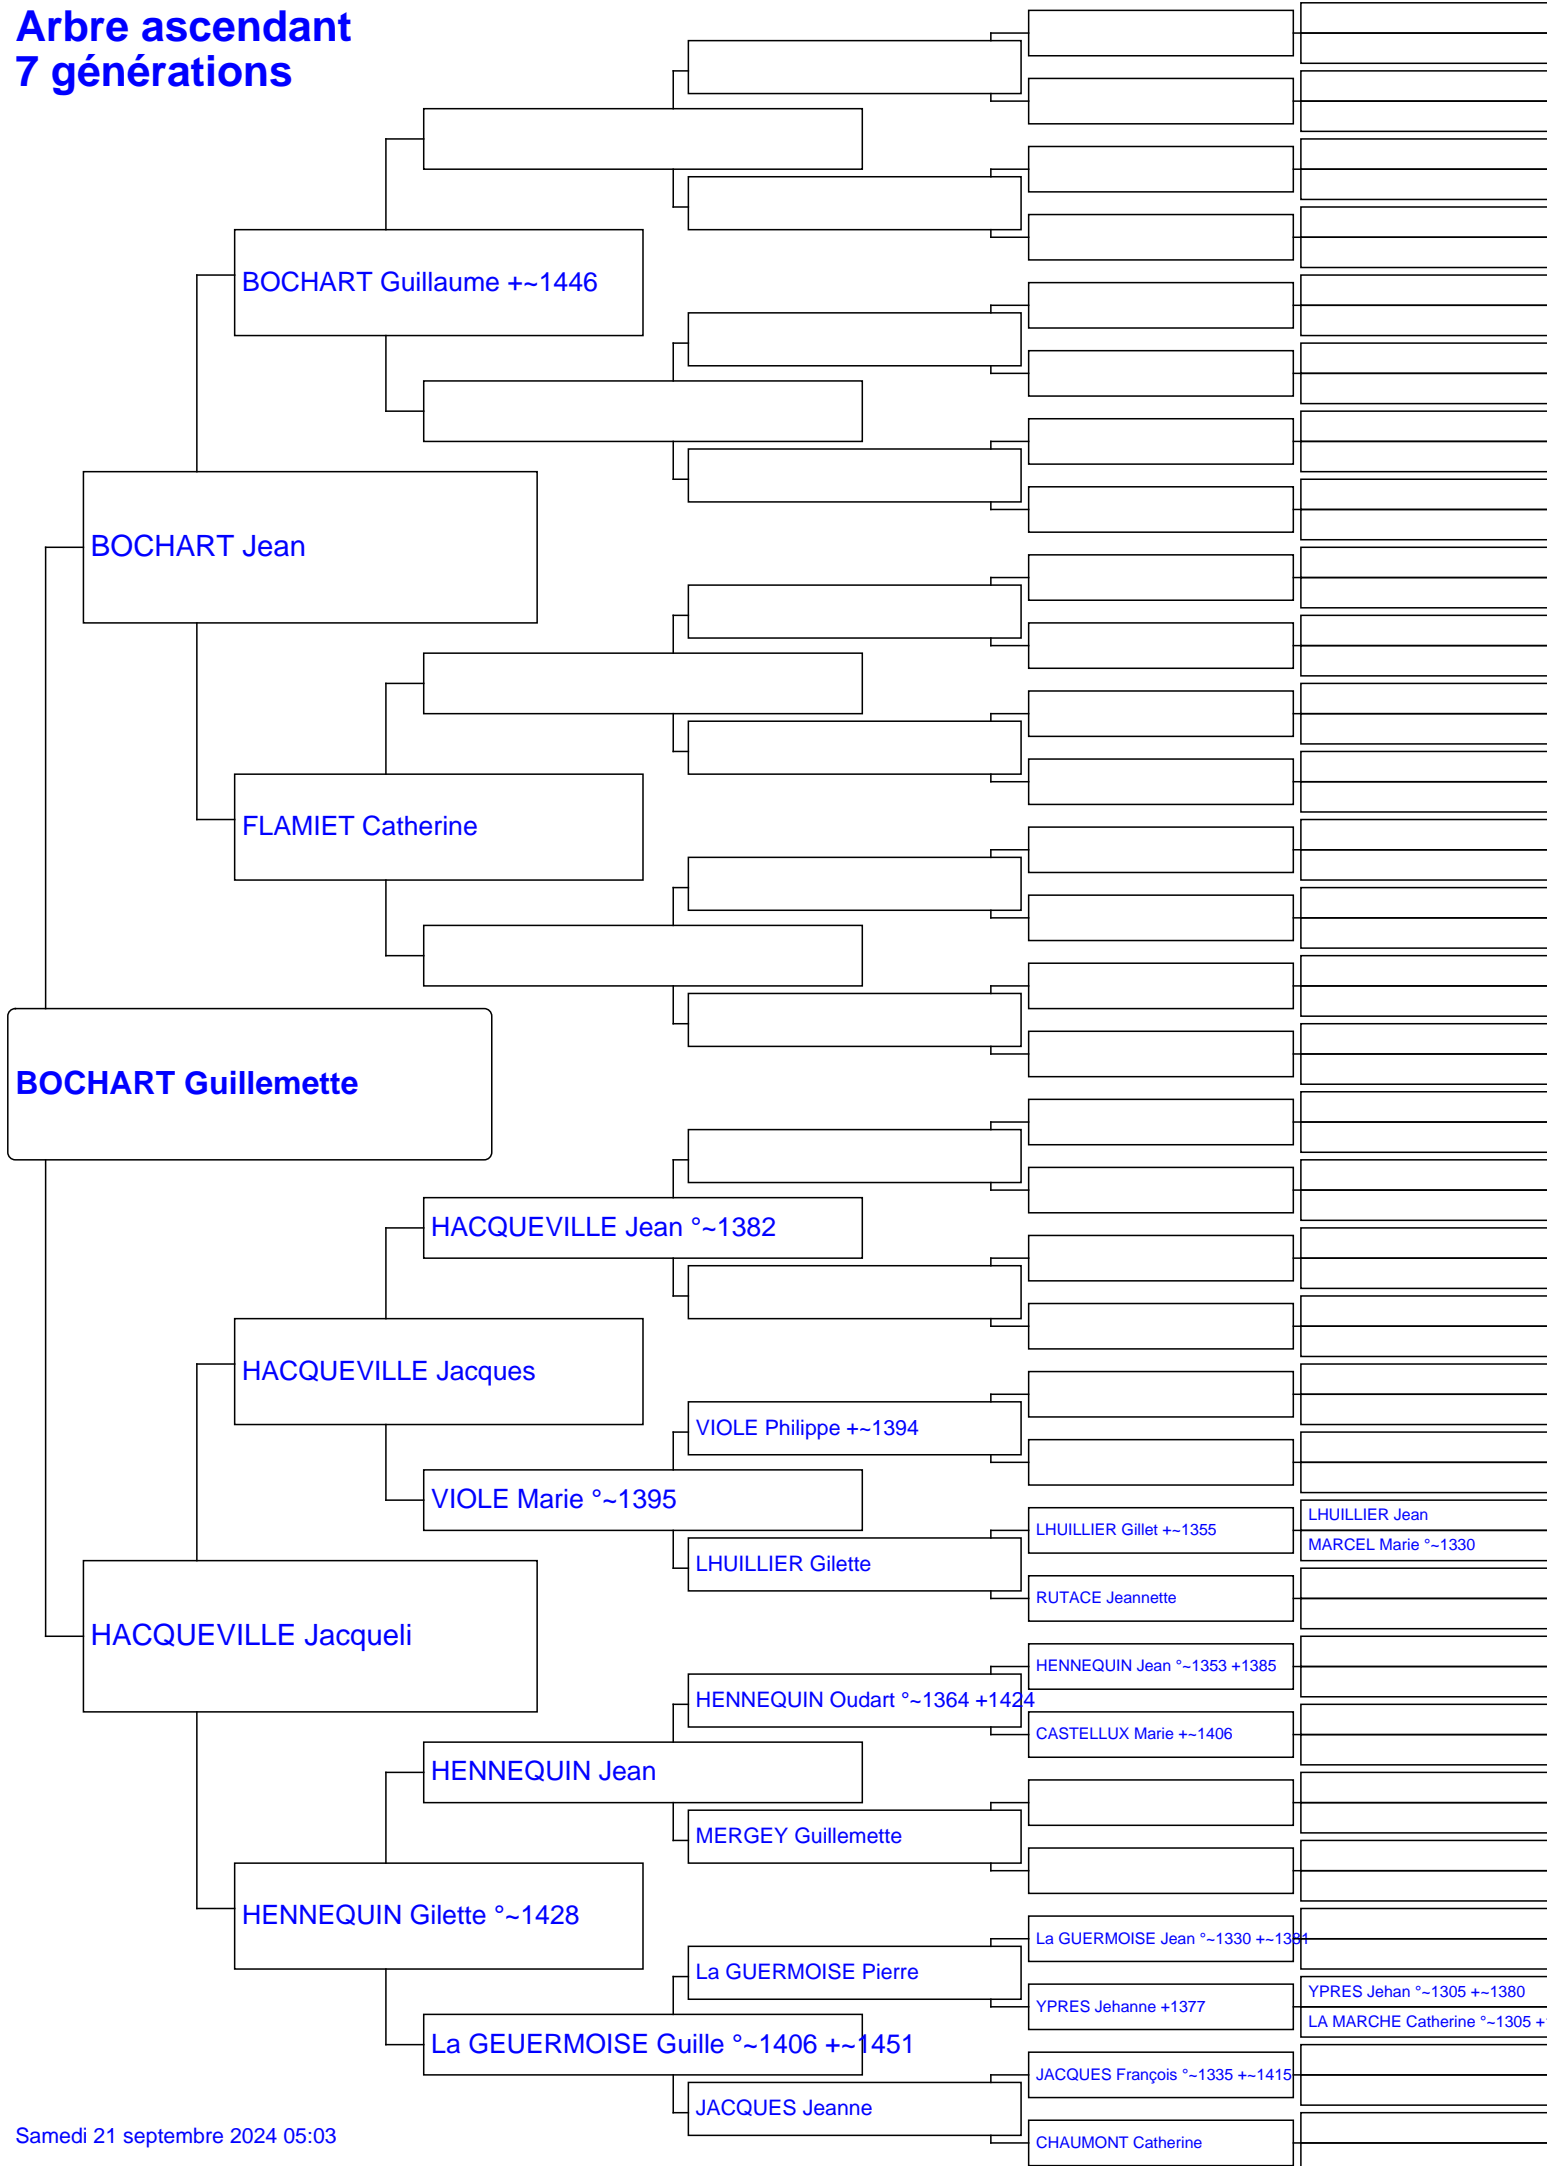 Arbre ascendant
7 générations
BOCHART Guillaume +~1446
BOCHART Jean
FLAMIET Catherine
BOCHART Guillemette
HACQUEVILLE Jean °~1382
HACQUEVILLE Jacques
VIOLE Philippe +~1394
VIOLE Marie °~1395
LHUILLIER Jean
LHUILLIER Gillet +~1355
MARCEL Marie °~1330
LHUILLIER Gilette
RUTACE Jeannette
HACQUEVILLE Jacqueli
HENNEQUIN Jean °~1353 +1385
HENNEQUIN Oudart °~1364 +1424
CASTELLUX Marie +~1406
HENNEQUIN Jean
MERGEY Guillemette
HENNEQUIN Gilette °~1428
La GUERMOISE Jean °~1330 +~1381
La GUERMOISE Pierre
YPRES Jehan °~1305 +~1380
YPRES Jehanne +1377
LA MARCHE Catherine °~1305 +
La GEUERMOISE Guille °~1406 +~1451
JACQUES François °~1335 +~1415
JACQUES Jeanne
CHAUMONT Catherine
Samedi 21 septembre 2024 05:03